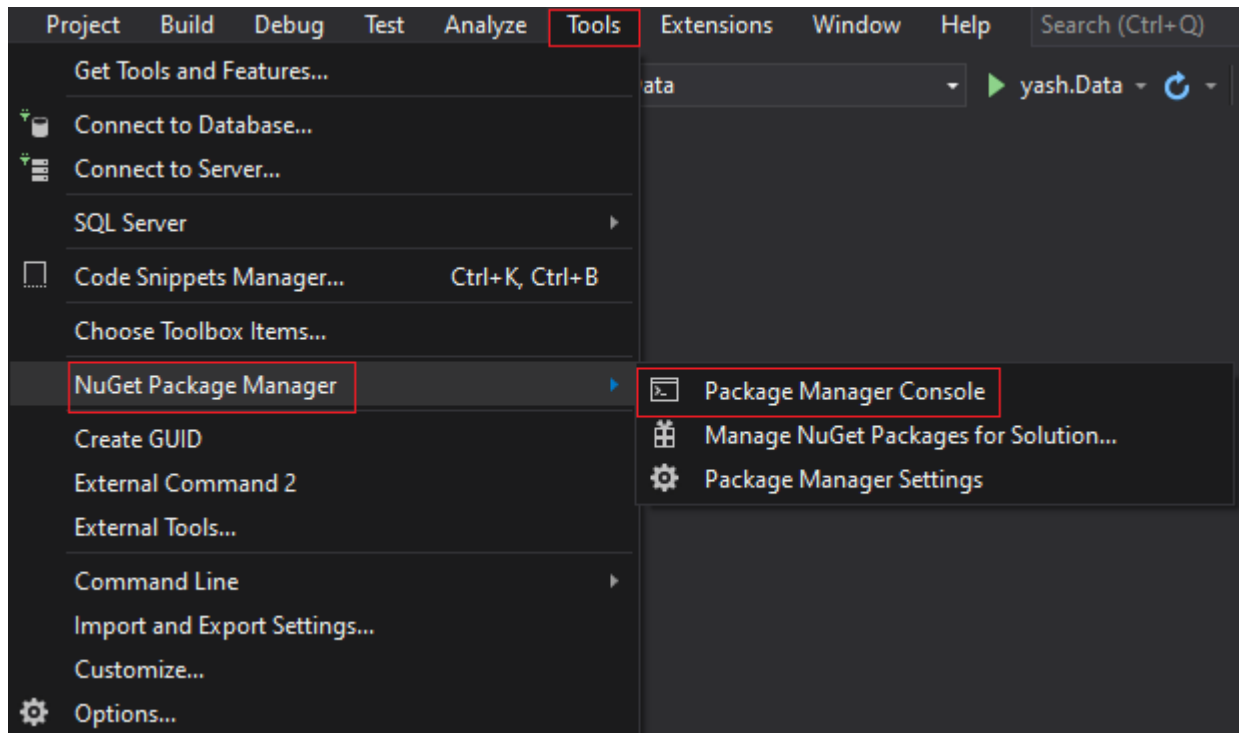 Project Build Debug Test Analyze Tools Extensions Window Help Search (Ctrl+Q)
Get Tools and Features...
ata yash.Data
Connect to Database...
Connect to Server...
SQL Server
Code Snippets Manager... Ctrl+K, Ctrl+B
Choose Toolbox Items...
NuGet Package Manager
Package Manager Console
Manage NuGet Packages for Solution...
Package Manager Settings
Create GUID
External Command 2
External Tools...
Command Line
Import and Export Settings...
Customize...
Options...